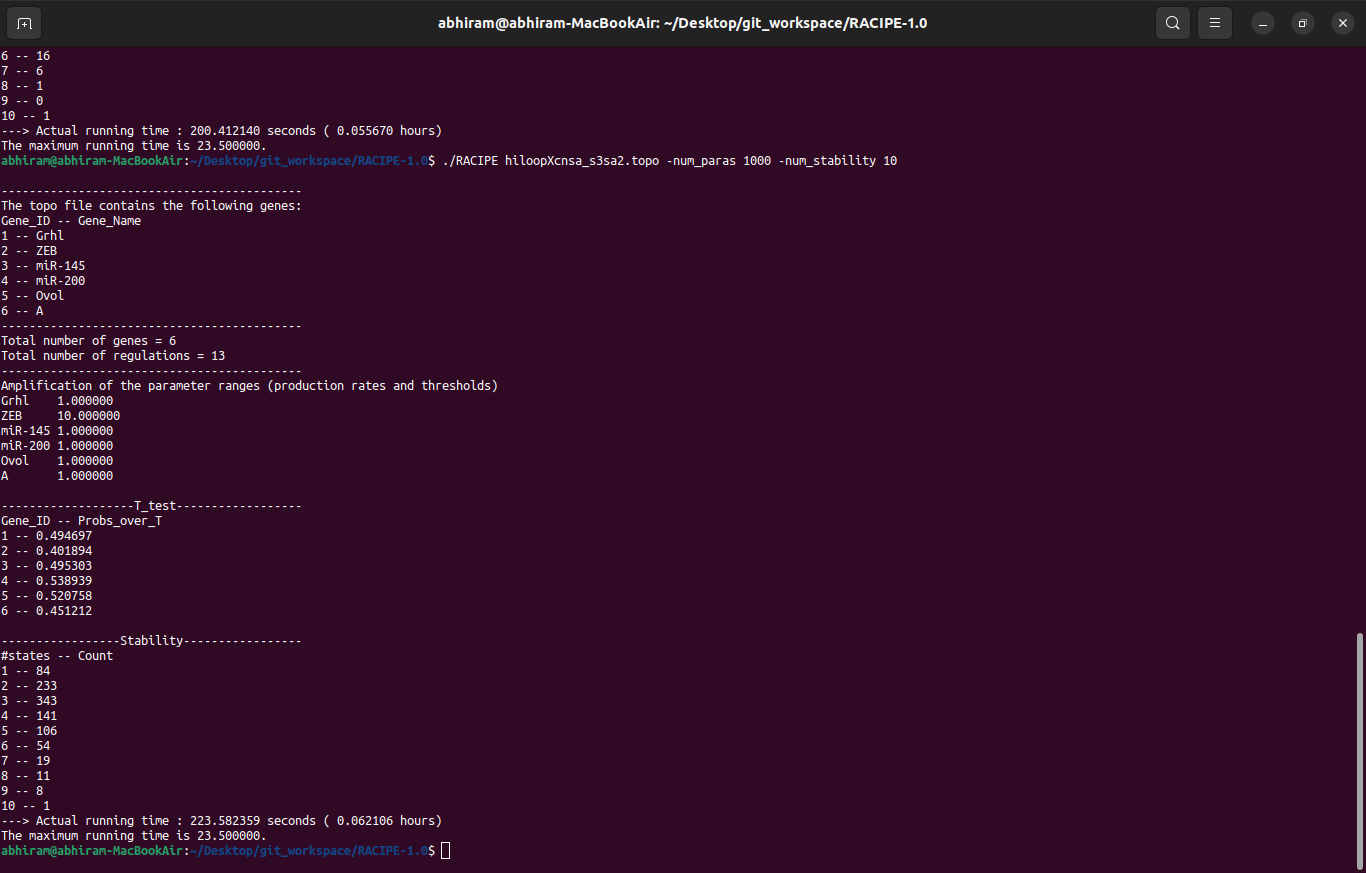 abhiram@abhiram-MacBookAir: ~/Desktop/git_workspace/RACIPE-1.0
6 -- 16
7 -- 6
8 -- 1
9 -- 0
10 -- 1
---> Actual running time : 200.412140 seconds ( 0.055670 hours)
The maximum running time is 23.500000.
abhiram@abhiram-MacBookAir:~/Desktop/git_workspace/RACIPE-1.0$ ./RACIPE hiloopXcnsa_s3sa2.topo -num_paras 1000 -num_stability 10
-------------------------------------------
The topo file contains the following genes:
Gene_ID -- Gene_Name
1 -- Grhl
2 -- ZEB
3 -- miR-145
4 -- miR-200
5 -- Ovol
6 -- A
-------------------------------------------
Total number of genes = 6
Total number of regulations = 13
-------------------------------------------
Amplification of the parameter ranges (production rates and thresholds)
Grhl    1.000000
ZEB     10.000000
miR-145 1.000000
miR-200 1.000000
Ovol    1.000000
A       1.000000
-------------------T_test------------------
Gene_ID -- Probs_over_T
1 -- 0.494697
2 -- 0.401894
3 -- 0.495303
4 -- 0.538939
5 -- 0.520758
6 -- 0.451212
-----------------Stability-----------------
#states -- Count
1 -- 84
2 -- 233
3 -- 343
4 -- 141
5 -- 106
6 -- 54
7 -- 19
8 -- 11
9 -- 8
10 -- 1
---> Actual running time : 223.582359 seconds ( 0.062106 hours)
The maximum running time is 23.500000.
abhiram@abhiram-MacBookAir:~/Desktop/git_workspace/RACIPE-1.0$